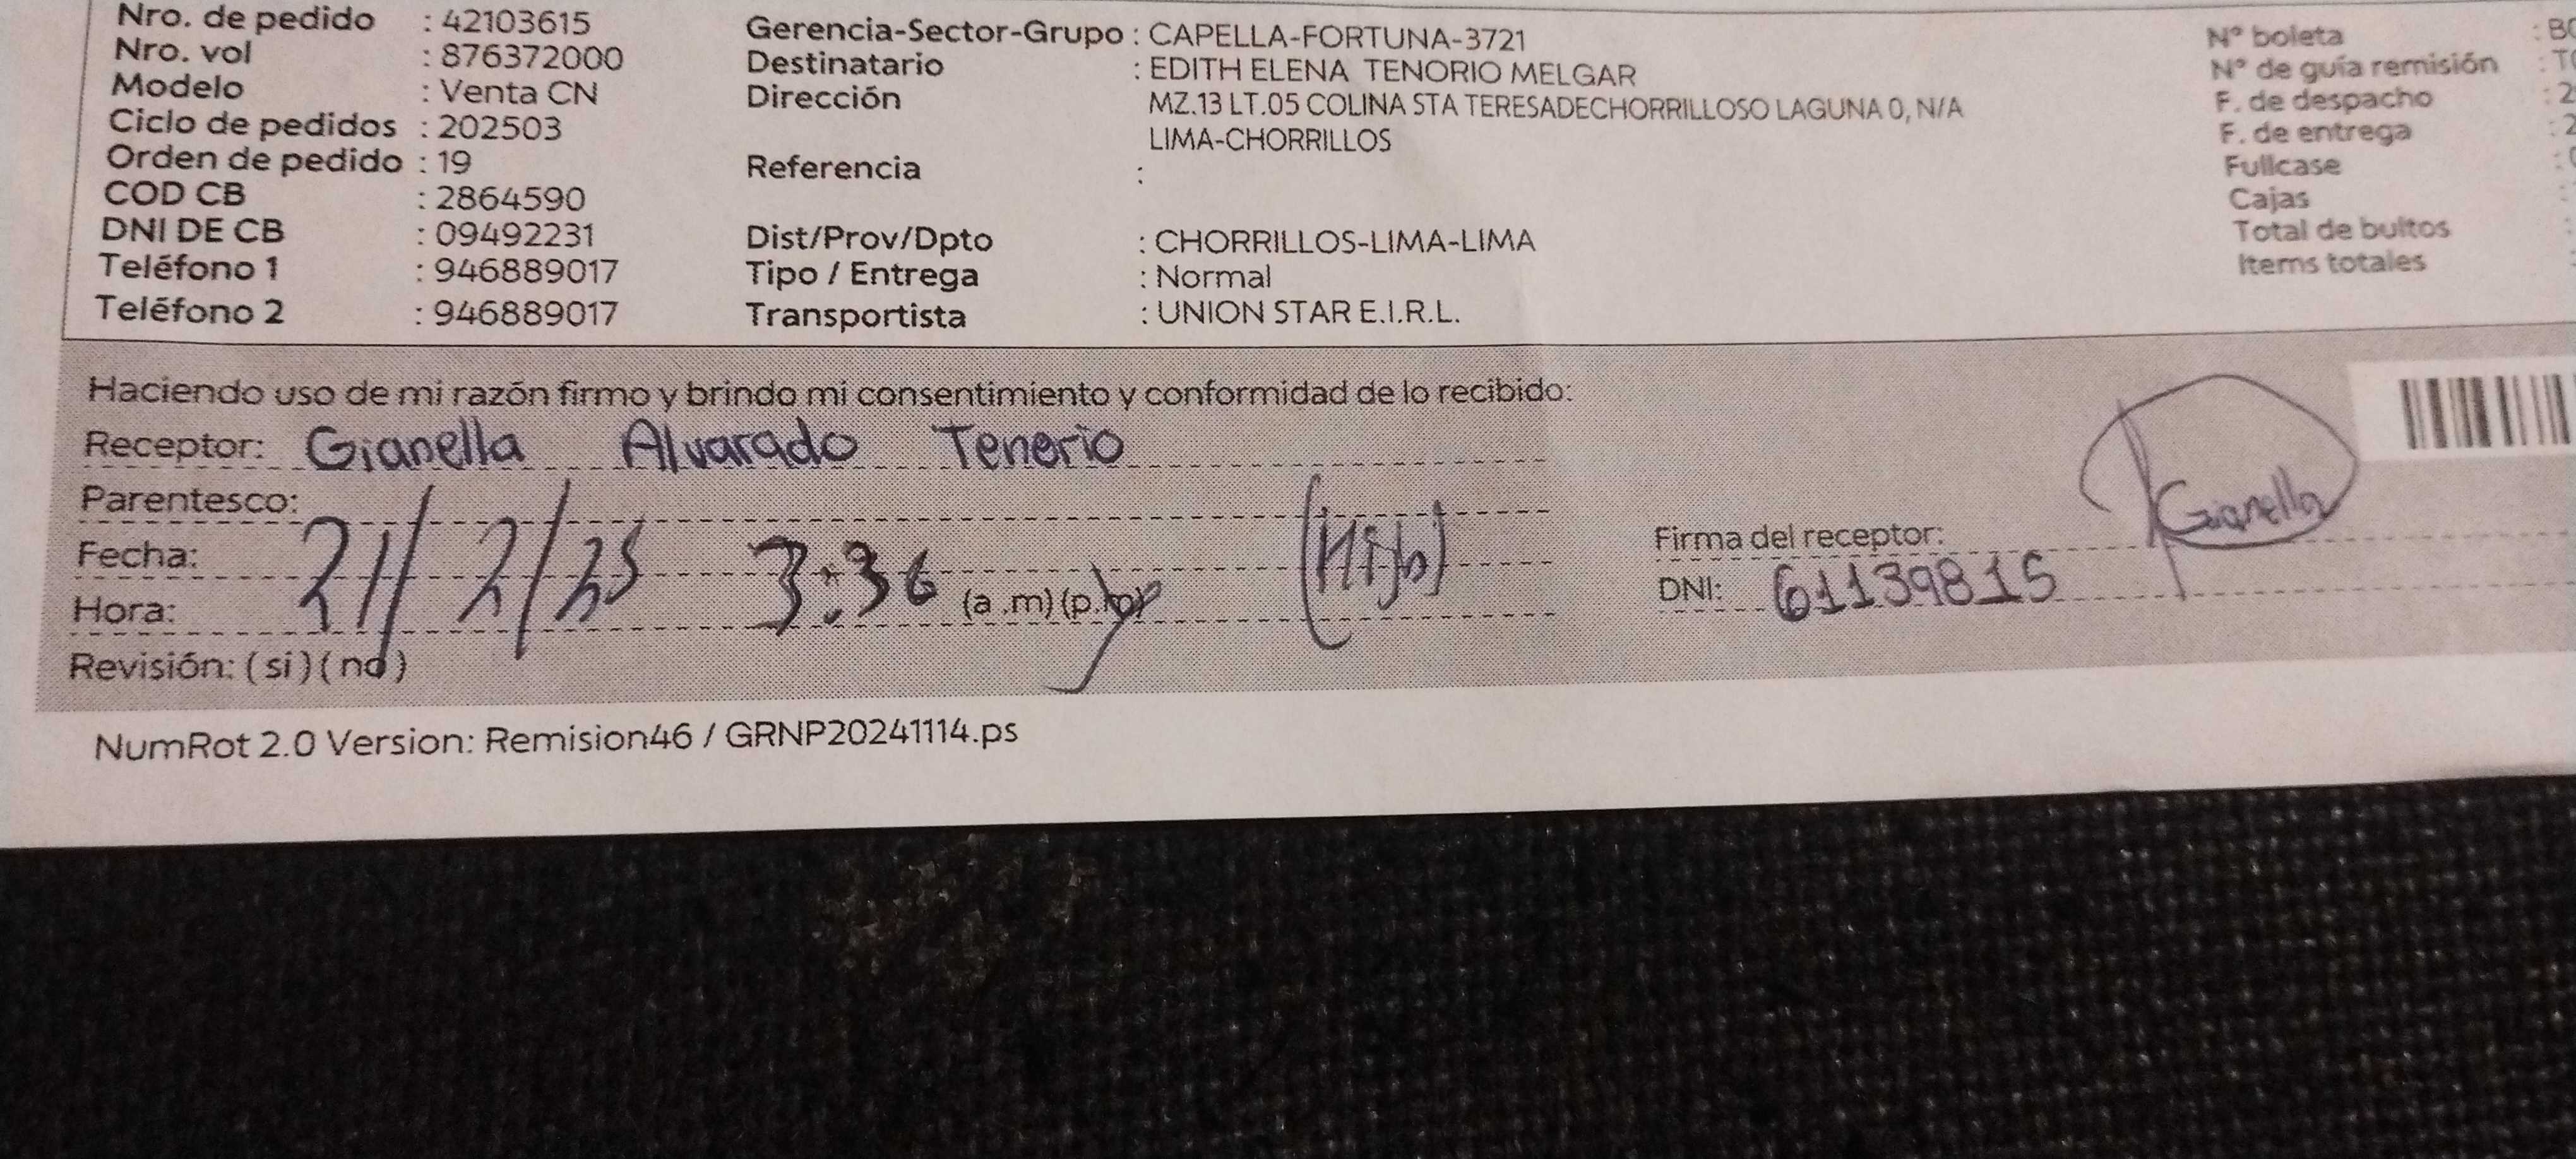 Nro. de pedido : 42103615
Nro. vol : 876372000
Modelo : Venta CN
Ciclo de pedidos : 202503
Orden de pedido : 19
COD CB : 2864590
DNI DE CB : 09492231
Teléfono 1 : 946889017
Teléfono 2 : 946889017
Gerencia-Sector-Grupo : CAPELLA-FORTUNA-3721
Destinatario : EDITH ELENA TENORIO MELGAR
Dirección MZ.13 LT.05 COLINA STA TERESADECHORRILLOSO LAGUNA 0, N/A
LIMA-CHORRILLOS
Referencia :
Dist/Prov/Dpto : CHORRILLOS-LIMA-LIMA
Tipo / Entrega : Normal
Transportista : UNION STAR E.I.R.L.
N° boleta : B
N° de guía remisión : T
F. de despacho : 2
F. de entrega : 2
Fullcase :
Cajas :
Total de bultos :
Items totales :
Haciendo uso de mi razón firmo y brindo mi consentimiento y conformidad de lo recibido:
Receptor: Gianella Alvarado Tenorio
Parentesco: (Hijo)
Fecha: 21/2/25
Hora: 3:36 (a.m)(p.m)
Revisión: (si)(no)
Firma del receptor: Gianella
DNI: 61139815
NumRot 2.0 Version: Remision46 / GRNP20241114.ps